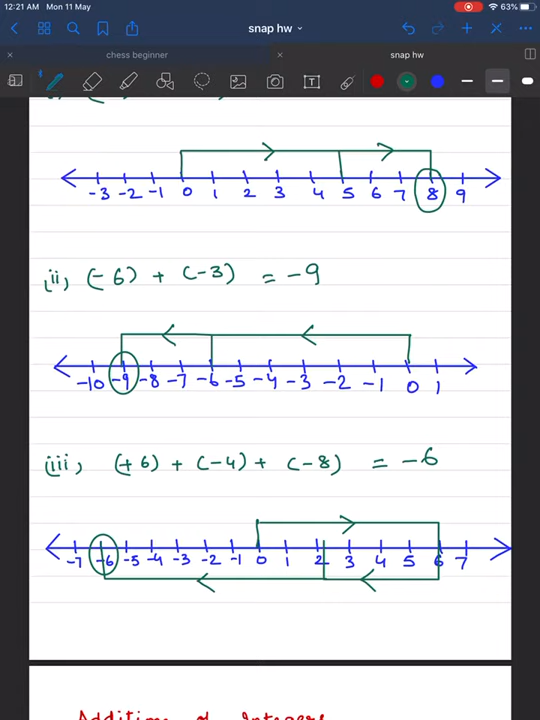 12:21 AM Mon 11 May 63%
snap hw
chess beginner
snap hw
-3 -2 -1 0 1 2 3 4 5 6 7 8 9
(ii) (-6) + (-3) = -9
-10 -9 -8 -7 -6 -5 -4 -3 -2 -1 0 1
(iii) (+6) + (-4) + (-8) = -6
-7 -6 -5 -4 -3 -2 -1 0 1 2 3 4 5 6 7
Addition of Integers